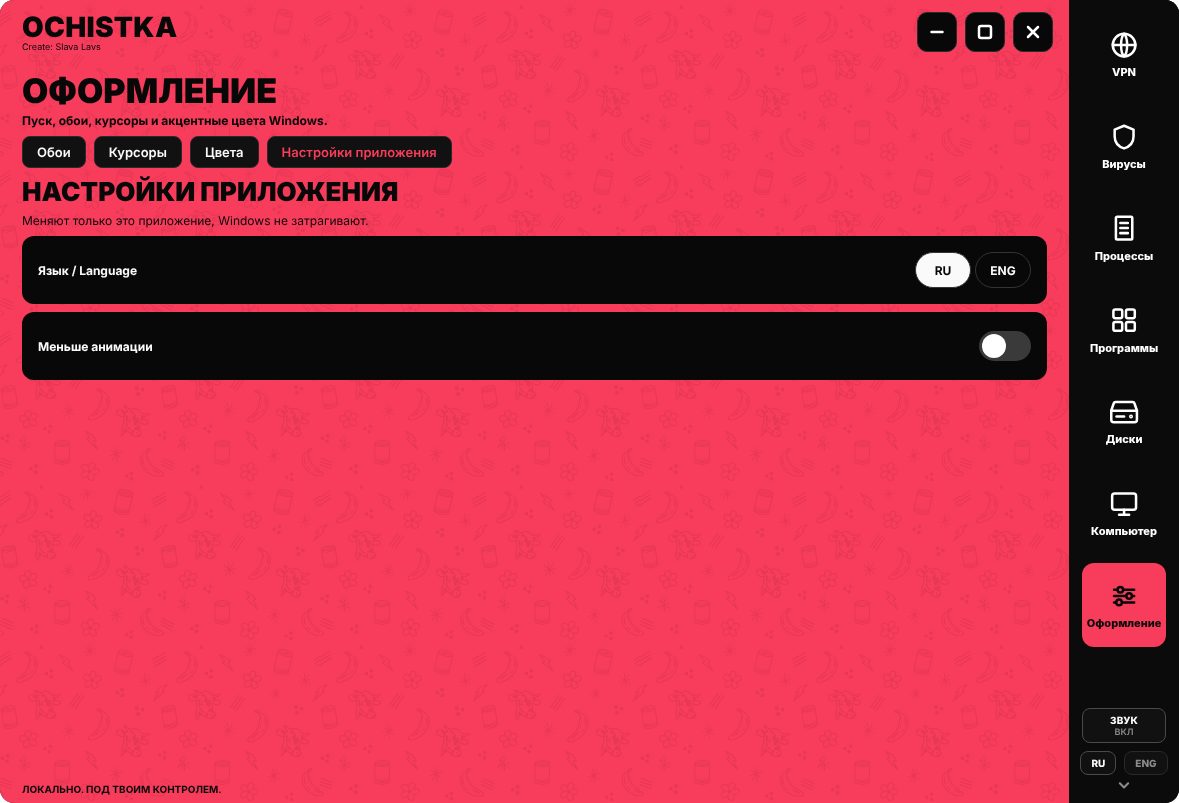 OCHISTKA
Create: Slava Lavs
ОФОРМЛЕНИЕ
Пуск, обои, курсоры и акцентные цвета Windows.
Обои
Курсоры
Цвета
Настройки приложения
НАСТРОЙКИ ПРИЛОЖЕНИЯ
Меняют только это приложение, Windows не затрагивают.
Язык / Language
RU
ENG
Меньше анимации
ЛОКАЛЬНО. ПОД ТВОИМ КОНТРОЛЕМ.
VPN
Вирусы
Процессы
Программы
Диски
Компьютер
Оформление
ЗВУК
ВКЛ
RU
ENG